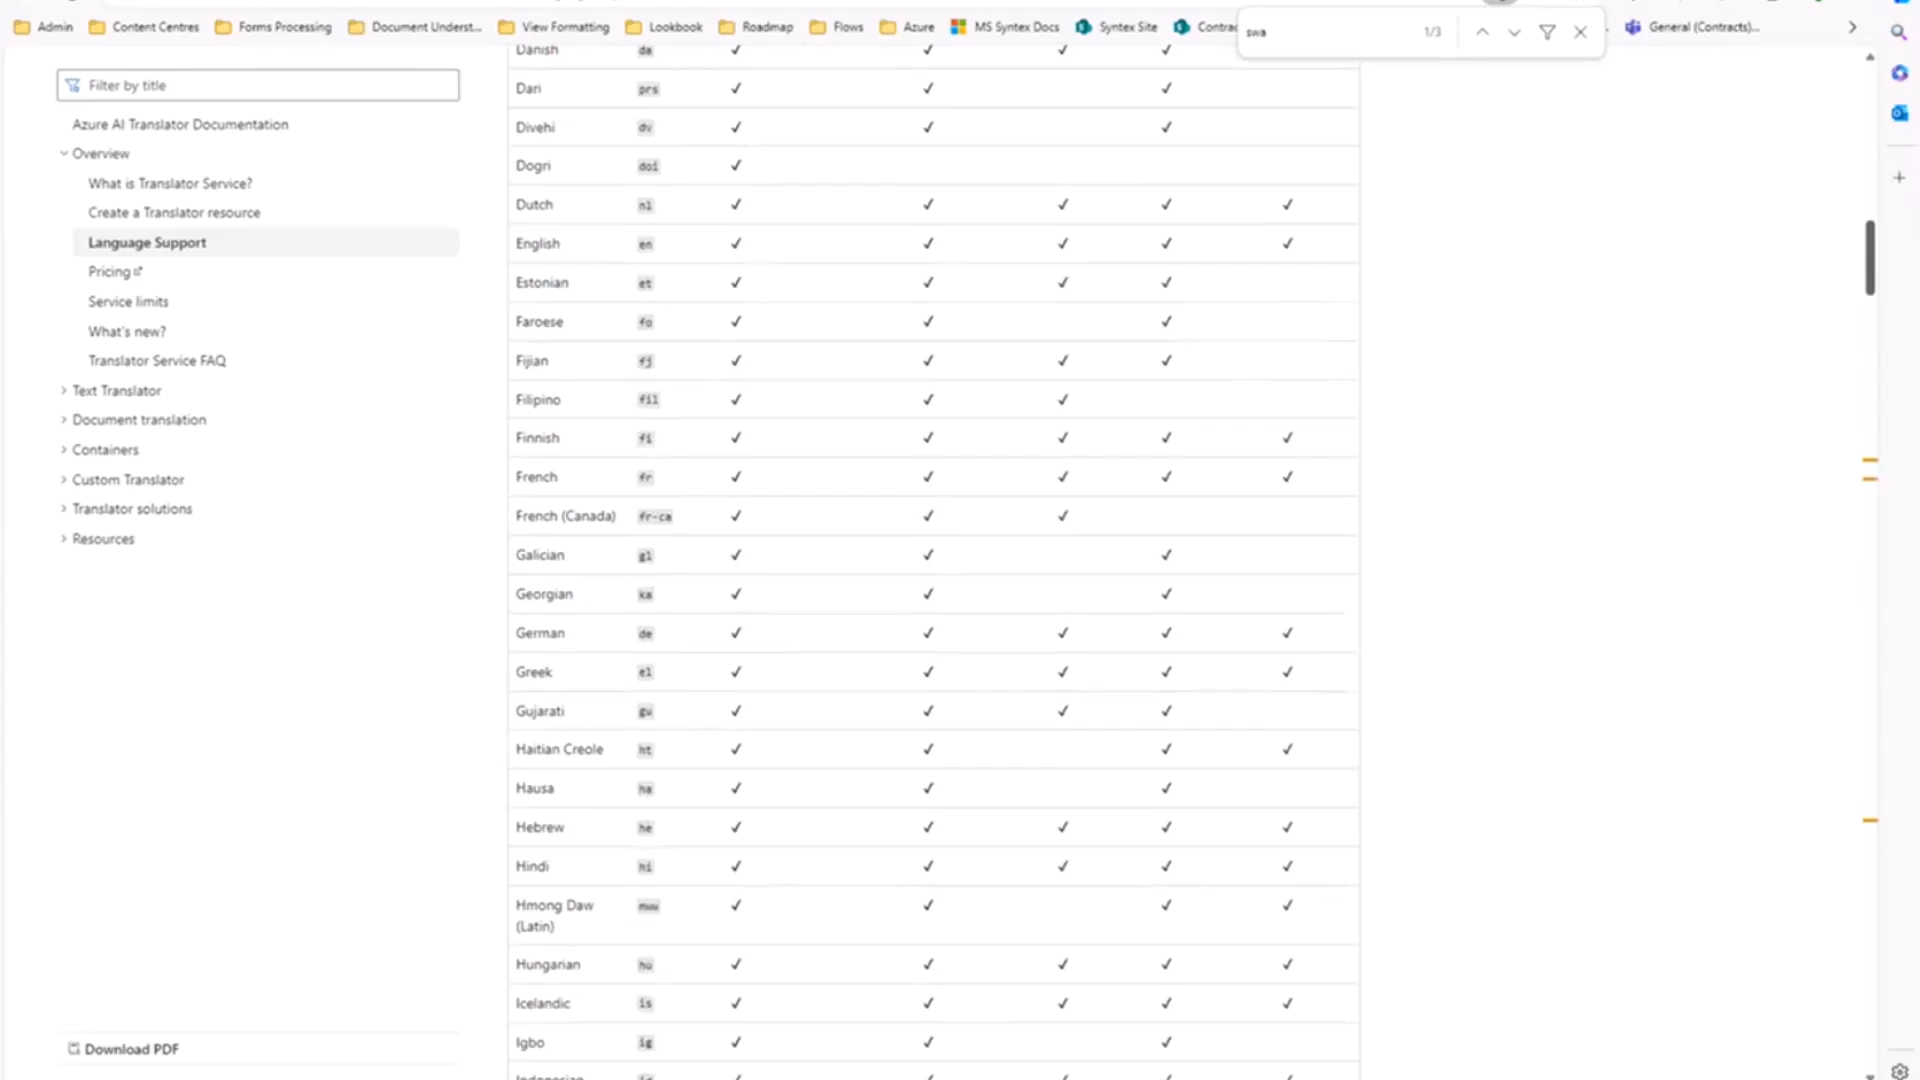 Admin Content Centres Forms Processing Document Underst... View Formatting Lookbook Roadmap Flows Azure MS Syntex Docs Syntex Site Contrac General (Contracts)...
swa 1/3
Filter by title
Azure AI Translator Documentation
Overview
What is Translator Service?
Create a Translator resource
Language Support
Pricing
Service limits
What's new?
Translator Service FAQ
Text Translator
Document translation
Containers
Custom Translator
Translator solutions
Resources
Download PDF
Danish da ✓ ✓ ✓ ✓
Dari prs ✓ ✓ ✓
Divehi dv ✓ ✓ ✓
Dogri doi ✓
Dutch nl ✓ ✓ ✓ ✓ ✓
English en ✓ ✓ ✓ ✓ ✓
Estonian et ✓ ✓ ✓ ✓
Faroese fo ✓ ✓ ✓
Fijian fj ✓ ✓ ✓ ✓
Filipino fil ✓ ✓ ✓
Finnish fi ✓ ✓ ✓ ✓ ✓
French fr ✓ ✓ ✓ ✓ ✓
French (Canada) fr-ca ✓ ✓ ✓
Galician gl ✓ ✓ ✓
Georgian ka ✓ ✓ ✓
German de ✓ ✓ ✓ ✓ ✓
Greek el ✓ ✓ ✓ ✓ ✓
Gujarati gu ✓ ✓ ✓ ✓
Haitian Creole ht ✓ ✓ ✓ ✓
Hausa ha ✓ ✓ ✓
Hebrew he ✓ ✓ ✓ ✓ ✓
Hindi hi ✓ ✓ ✓ ✓ ✓
Hmong Daw mww ✓ ✓ ✓ ✓
(Latin)
Hungarian hu ✓ ✓ ✓ ✓ ✓
Icelandic is ✓ ✓ ✓ ✓ ✓
Igbo ig ✓ ✓ ✓